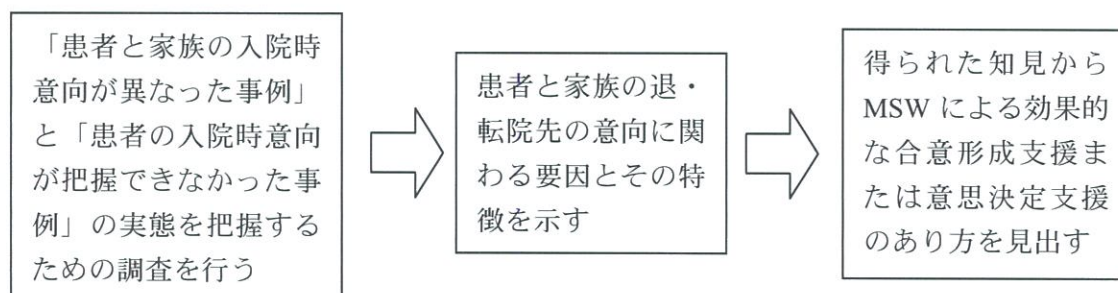 「患者と家族の入院時
意向が異なった事例」
と「患者の入院時意向
が把握できなかった事
例」の実態を把握する
ための調査を行う
患者と家族の退・
転院先の意向に関
わる要因とその特
徴を示す
得られた知見から
MSW による効果的
な合意形成支援ま
たは意思決定支援
のあり方を見出す